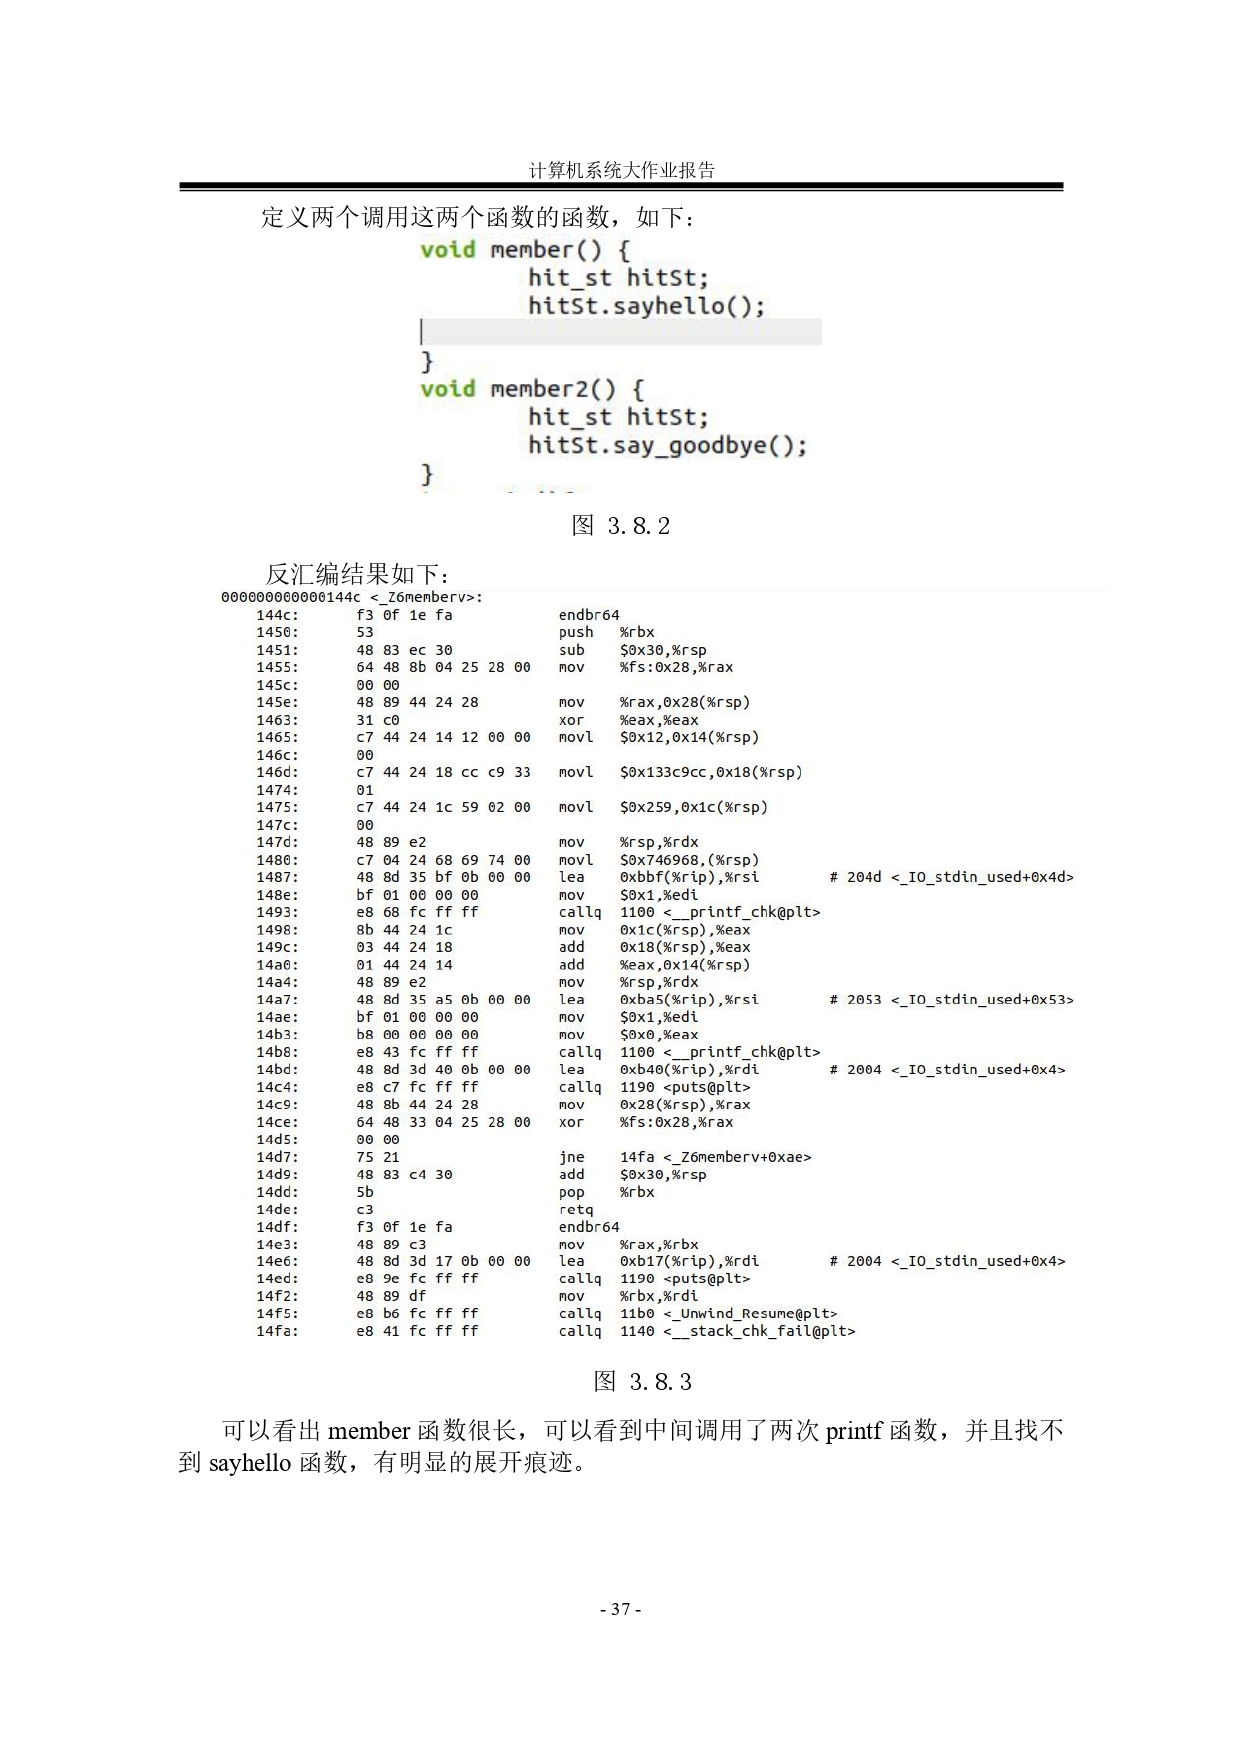 计算机系统大作业报告
定义两个调用这两个函数的函数，如下：
void member() {
hit_st hitSt;
hitSt.sayhello();
}
void member2() {
hit_st hitSt;
hitSt.say_goodbye();
}
图 3.8.2
反汇编结果如下：
000000000000144c <_Z6memberv>:
144c: f3 0f 1e fa endbr64
1450: 53 push %rbx
1451: 48 83 ec 30 sub $0x30,%rsp
1455: 64 48 8b 04 25 28 00 mov %fs:0x28,%rax
145c: 00 00
145e: 48 89 44 24 28 mov %rax,0x28(%rsp)
1463: 31 c0 xor %eax,%eax
1465: c7 44 24 14 12 00 00 movl $0x12,0x14(%rsp)
146c: 00
146d: c7 44 24 18 cc c9 33 movl $0x133c9cc,0x18(%rsp)
1474: 01
1475: c7 44 24 1c 59 02 00 movl $0x259,0x1c(%rsp)
147c: 00
147d: 48 89 e2 mov %rsp,%rdx
1480: c7 04 24 68 69 74 00 movl $0x746968,(%rsp)
1487: 48 8d 35 bf 0b 00 00 lea 0xbbf(%rip),%rsi # 204d <_IO_stdin_used+0x4d>
148e: bf 01 00 00 00 mov $0x1,%edi
1493: e8 68 fc ff ff callq 1100 <__printf_chk@plt>
1498: 8b 44 24 1c mov 0x1c(%rsp),%eax
149c: 03 44 24 18 add 0x18(%rsp),%eax
14a0: 01 44 24 14 add %eax,0x14(%rsp)
14a4: 48 89 e2 mov %rsp,%rdx
14a7: 48 8d 35 a5 0b 00 00 lea 0xba5(%rip),%rsi # 2053 <_IO_stdin_used+0x53>
14ae: bf 01 00 00 00 mov $0x1,%edi
14b3: b8 00 00 00 00 mov $0x0,%eax
14b8: e8 43 fc ff ff callq 1100 <__printf_chk@plt>
14bd: 48 8d 3d 40 0b 00 00 lea 0xb40(%rip),%rdi # 2004 <_IO_stdin_used+0x4>
14c4: e8 c7 fc ff ff callq 1190 <puts@plt>
14c9: 48 8b 44 24 28 mov 0x28(%rsp),%rax
14ce: 64 48 33 04 25 28 00 xor %fs:0x28,%rax
14d5: 00 00
14d7: 75 21 jne 14fa <_Z6memberv+0xae>
14d9: 48 83 c4 30 add $0x30,%rsp
14dd: 5b pop %rbx
14de: c3 retq
14df: f3 0f 1e fa endbr64
14e3: 48 89 c3 mov %rax,%rbx
14e6: 48 8d 3d 17 0b 00 00 lea 0xb17(%rip),%rdi # 2004 <_IO_stdin_used+0x4>
14ed: e8 9e fc ff ff callq 1190 <puts@plt>
14f2: 48 89 df mov %rbx,%rdi
14f5: e8 b6 fc ff ff callq 11b0 <_Unwind_Resume@plt>
14fa: e8 41 fc ff ff callq 1140 <__stack_chk_fail@plt>
图 3.8.3
可以看出 member 函数很长，可以看到中间调用了两次 printf 函数，并且找不
到 sayhello 函数，有明显的展开痕迹。
- 37 -